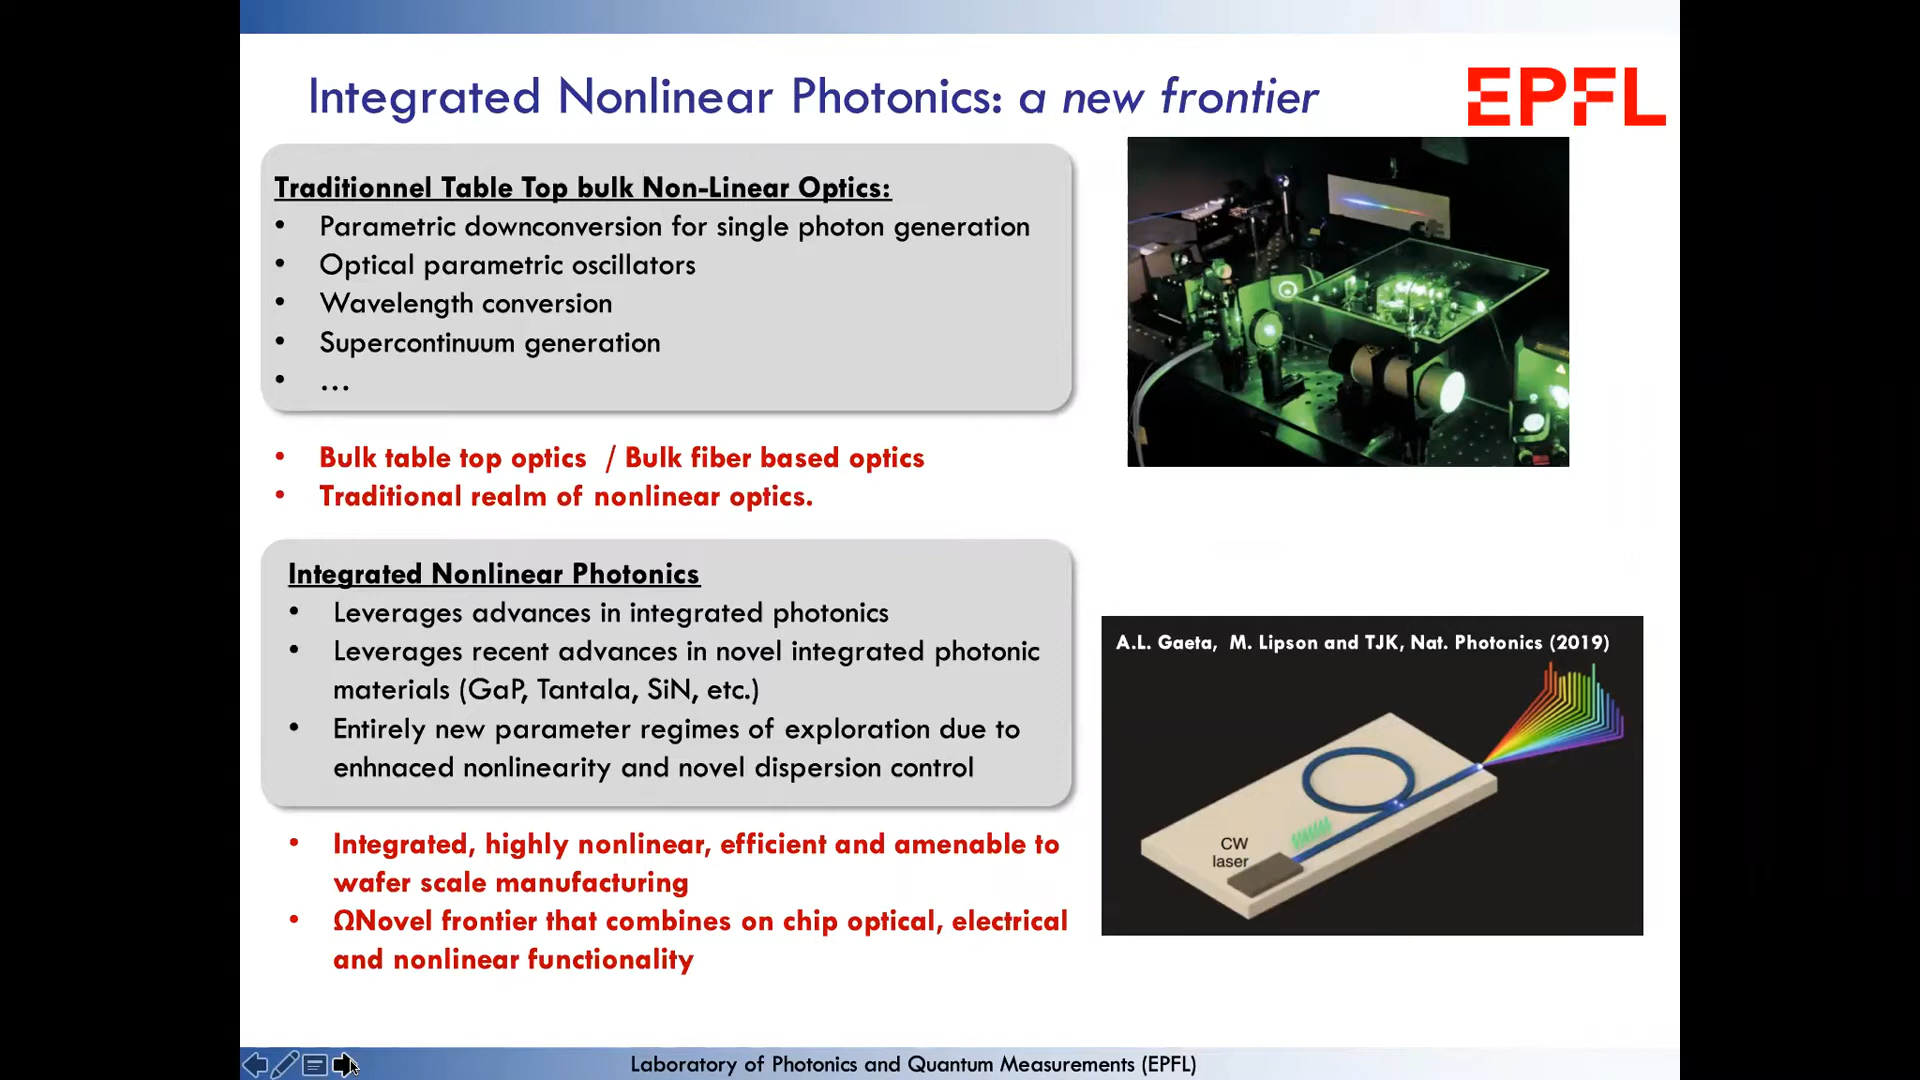 Integrated Nonlinear Photonics: a new frontier
EPFL
Traditionnel Table Top bulk Non-Linear Optics:
• Parametric downconversion for single photon generation
• Optical parametric oscillators
• Wavelength conversion
• Supercontinuum generation
• …
• Bulk table top optics / Bulk fiber based optics
• Traditional realm of nonlinear optics.
Integrated Nonlinear Photonics
• Leverages advances in integrated photonics
• Leverages recent advances in novel integrated photonic
materials (GaP, Tantala, SiN, etc.)
• Entirely new parameter regimes of exploration due to
enhnaced nonlinearity and novel dispersion control
A.L. Gaeta, M. Lipson and TJK, Nat. Photonics (2019)
CW
laser
• Integrated, highly nonlinear, efficient and amenable to
wafer scale manufacturing
• ΩNovel frontier that combines on chip optical, electrical
and nonlinear functionality
Laboratory of Photonics and Quantum Measurements (EPFL)